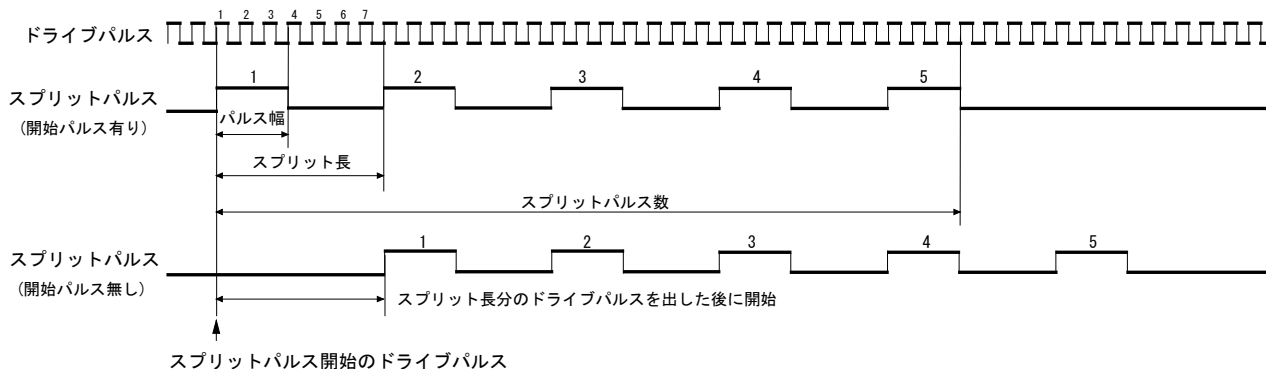 1 2 3 4 5 6 7
ドライブパルス
1 2 3 4 5
スプリットパルス
(開始パルス有り)
パルス幅
スプリット長
スプリットパルス数
1 2 3 4 5
スプリットパルス
(開始パルス無し)
スプリット長分のドライブパルスを出した後に開始
スプリットパルス開始のドライブパルス